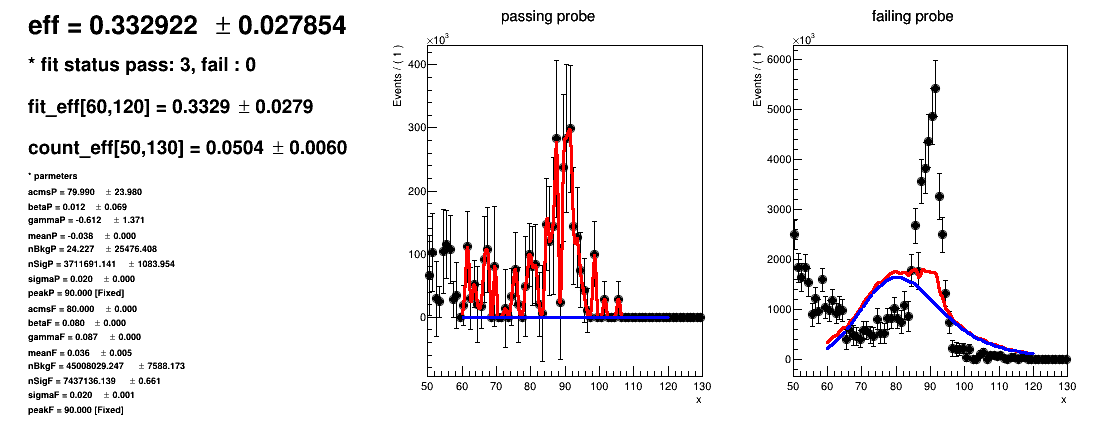 eff = 0.332922 ± 0.027854
* fit status pass: 3, fail : 0
fit_eff[60,120] = 0.3329 ± 0.0279
count_eff[50,130] = 0.0504 ± 0.0060
* parmeters
acmsP = 79.990 ± 23.980
betaP = 0.012 ± 0.069
gammaP = -0.612 ± 1.371
meanP = -0.038 ± 0.000
nBkgP = 24.227 ± 25476.408
nSigP = 3711691.141 ± 1083.954
sigmaP = 0.020 ± 0.000
peakP = 90.000 [Fixed]
acmsF = 80.000 ± 0.000
betaF = 0.080 ± 0.000
gammaF = 0.087 ± 0.000
meanF = 0.036 ± 0.005
nBkgF = 45008029.247 ± 7588.173
nSigF = 7437136.139 ± 0.661
sigmaF = 0.020 ± 0.001
peakF = 90.000 [Fixed]
passing probe
×10³
Events / ( 1 )
400
300
200
100
0
50 60 70 80 90 100 110 120 130
x
failing probe
×10³
Events / ( 1 )
6000
5000
4000
3000
2000
1000
0
50 60 70 80 90 100 110 120 130
x